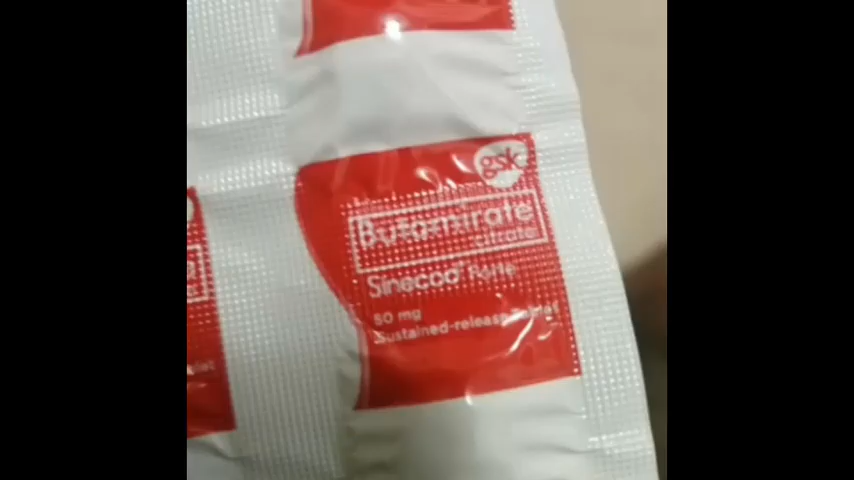 gsk
Butamirate
citrate
Sinecod Forte
50 mg
Sustained-release tablet